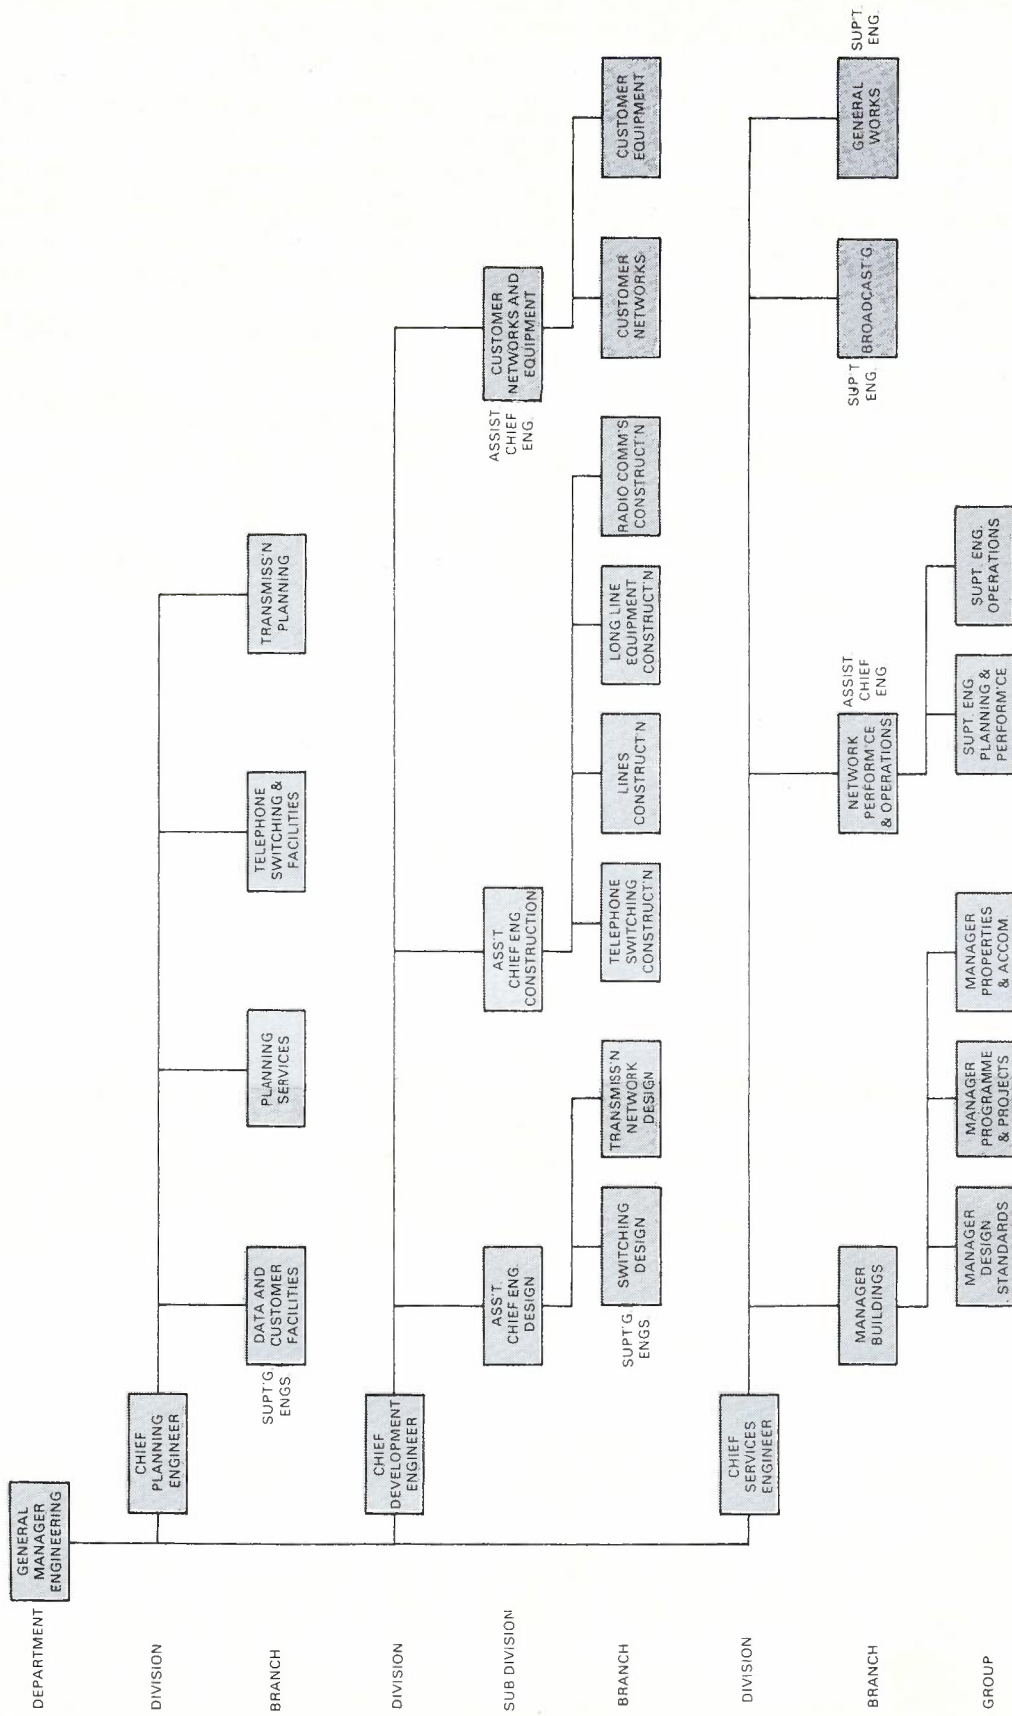 DEPARTMENT
GENERAL
MANAGER
ENGINEERING
DIVISION
CHIEF
PLANNING
ENGINEER
BRANCH
SUPT'G.
ENGS
DATA AND
CUSTOMER
FACILITIES
PLANNING
SERVICES
TELEPHONE
SWITCHING &
FACILITIES
TRANSMISS'N
PLANNING
DIVISION
CHIEF
DEVELOPMENT
ENGINEER
SUB DIVISION
ASS'T.
CHIEF ENG.
DESIGN
ASS'T
CHIEF ENG
CONSTRUCTION
ASSIST
CHIEF
ENG.
CUSTOMER
NETWORKS AND
EQUIPMENT
BRANCH
SUPT'G
ENGS
SWITCHING
DESIGN
TRANSMISS'N
NETWORK
DESIGN
TELEPHONE
SWITCHING
CONSTRUCT'N
LINES
CONSTRUCT'N
LONG LINE
EQUIPMENT
CONSTRUCT'N
RADIO COMM'S
CONSTRUCT'N
CUSTOMER
NETWORKS
CUSTOMER
EQUIPMENT
DIVISION
CHIEF
SERVICES
ENGINEER
BRANCH
MANAGER
BUILDINGS
NETWORK
PERFORM'CE
& OPERATIONS
ASSIST.
CHIEF
ENG
SUP'T
ENG.
BROADCAST'G.
GENERAL
WORKS
SUP'T.
ENG.
GROUP
MANAGER
DESIGN
STANDARDS
MANAGER
PROGRAMME
& PROJECTS
MANAGER
PROPERTIES
& ACCOM.
SUPT. ENG
PLANNING &
PERFORM'CE
SUPT. ENG.
OPERATIONS